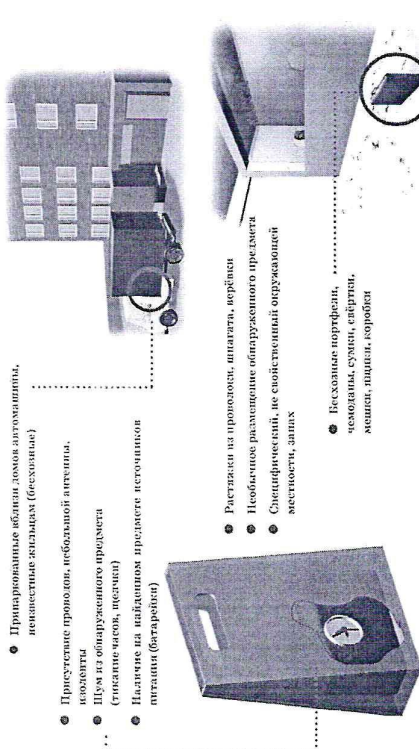 Припаркованные вблизи домов автомашины,
неизвестные жильцам (бесхозные)
Присутствие проводов, небольшой антенны,
изоленты
Шум из обнаруженного предмета
(тиканье часов, щелчки)
Наличие на найденном предмете источников
питания (батарейки)
Растяжки из проволоки, шпагата, верёвки
Необычное размещение обнаруженного предмета
Специфический, не свойственный окружающей
местности, запах
Бесхозные портфели,
чемоданы, сумки, свёртки,
мешки, ящики, коробки